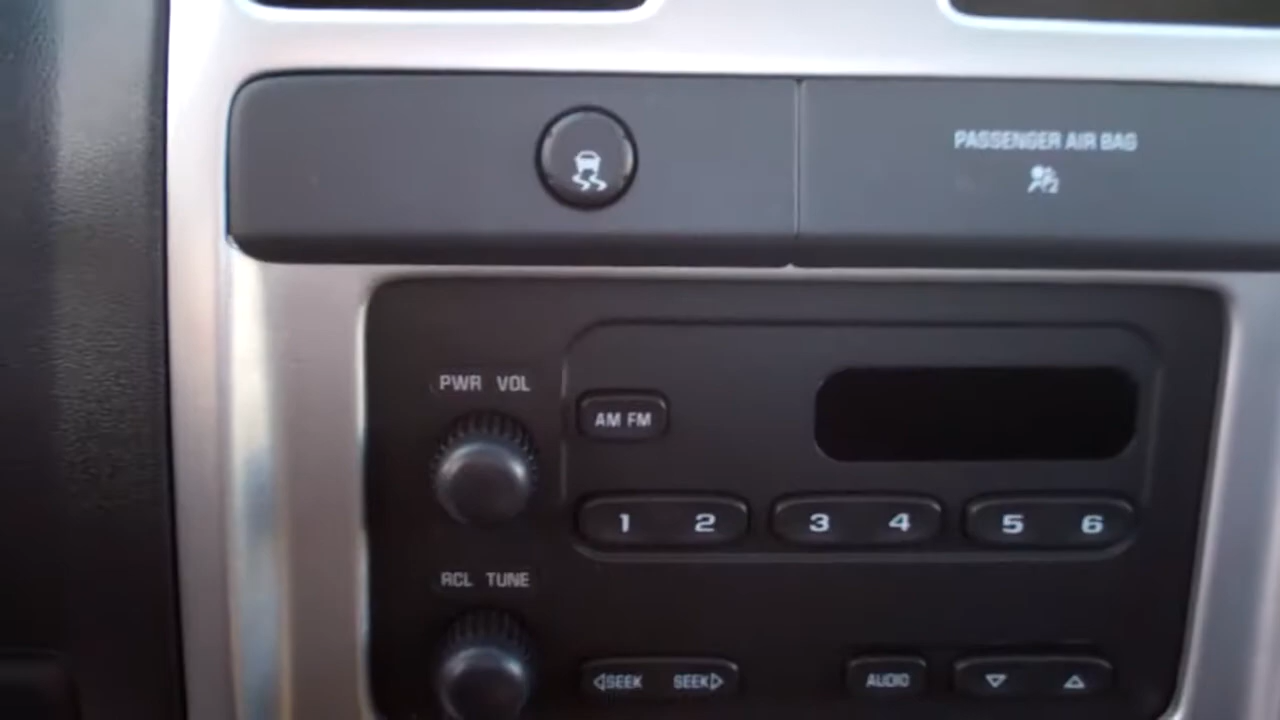 PASSENGER AIR BAG
PWR VOL
AM FM
1 2 3 4 5 6
RCL TUNE
SEEK SEEK AUDIO